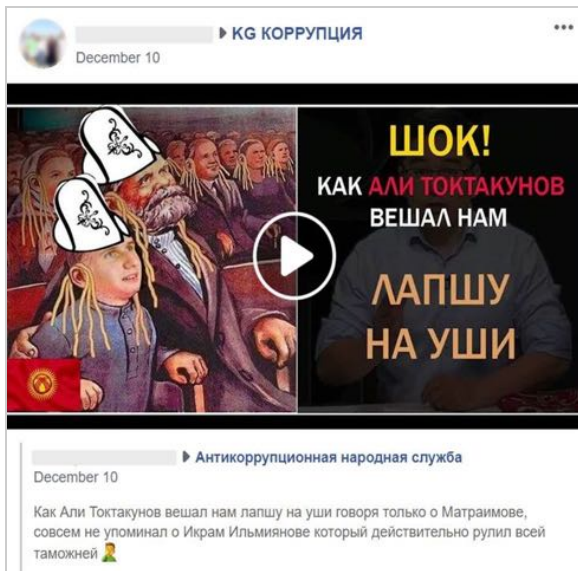 KG КОРРУПЦИЯ
December 10
ШОК!
КАК АЛИ ТОКТАКУНОВ
ВЕШАЛ НАМ
ЛАПШУ
НА УШИ
Антикоррупционная народная служба
December 10
Как Али Токтакунов вешал нам лапшу на уши говоря только о Матраимове,
совсем не упоминал о Икрам Ильмиянове который действительно рулил всей
таможней 🤦‍♂️